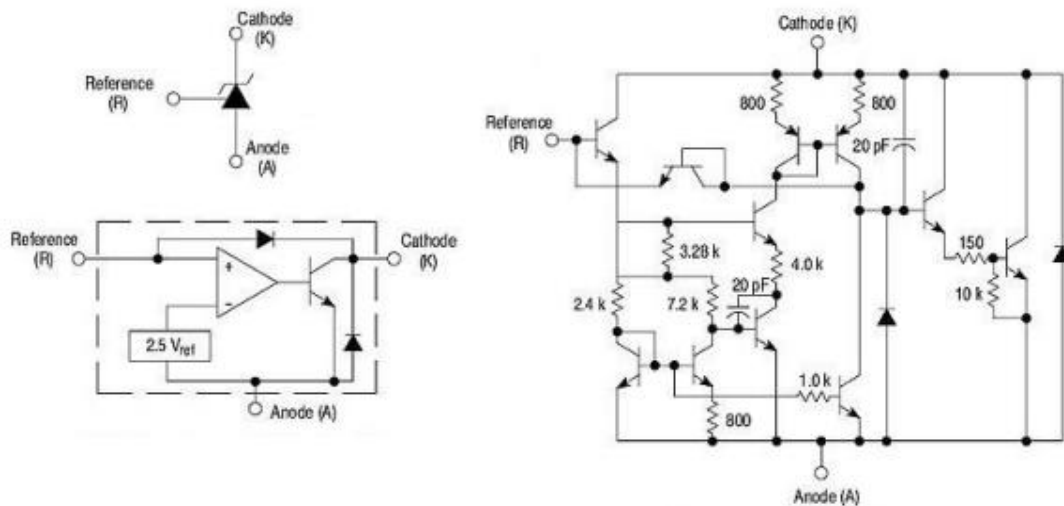 Cathode
(K)
Reference
(R)
Anode
(A)
Reference
(R)
Cathode
(K)
+
−
2.5 Vref
Anode (A)
Cathode (K)
800
800
Reference
(R)
20 pF
3.28 k
4.0 k
150
2.4 k
7.2 k
20 pF
10 k
1.0 k
800
Anode (A)